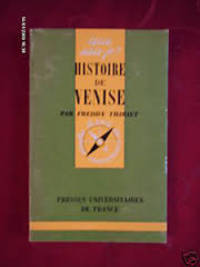 Que
sais-je?
HISTOIRE
DE
VENISE
PAR FREDDY THIRIET
PRESSES UNIVERSITAIRES
DE FRANCE